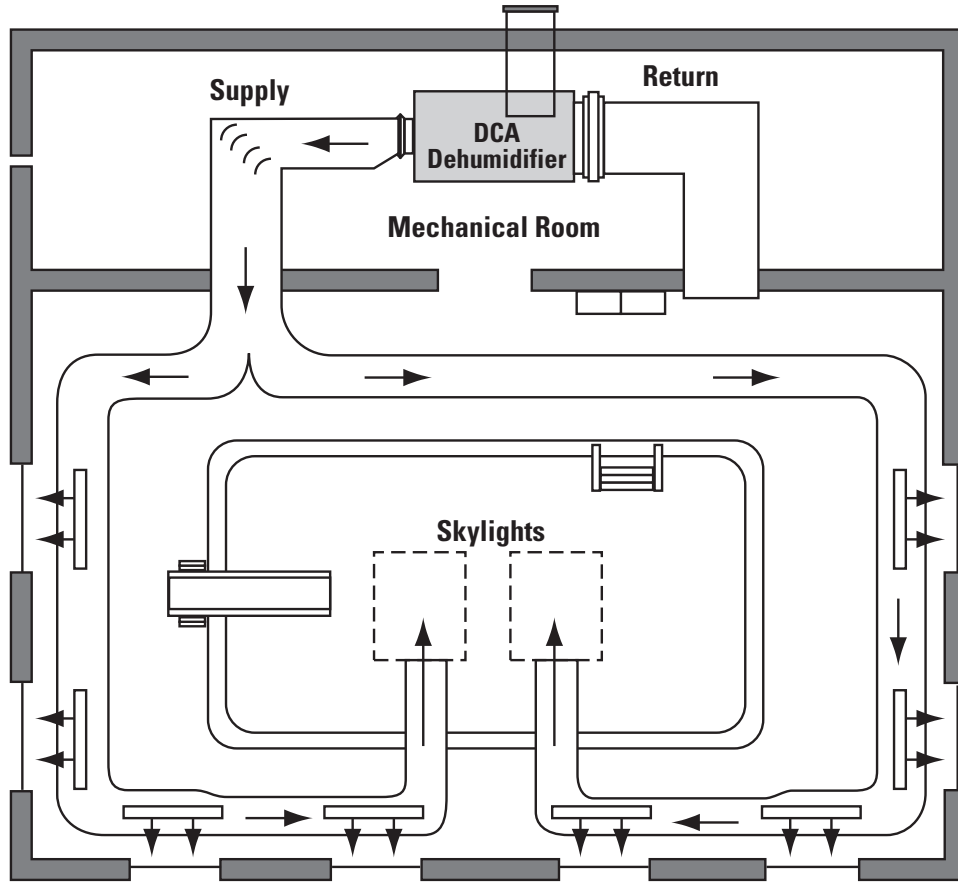 Supply
Return
DCA
Dehumidifier
Mechanical Room
Skylights